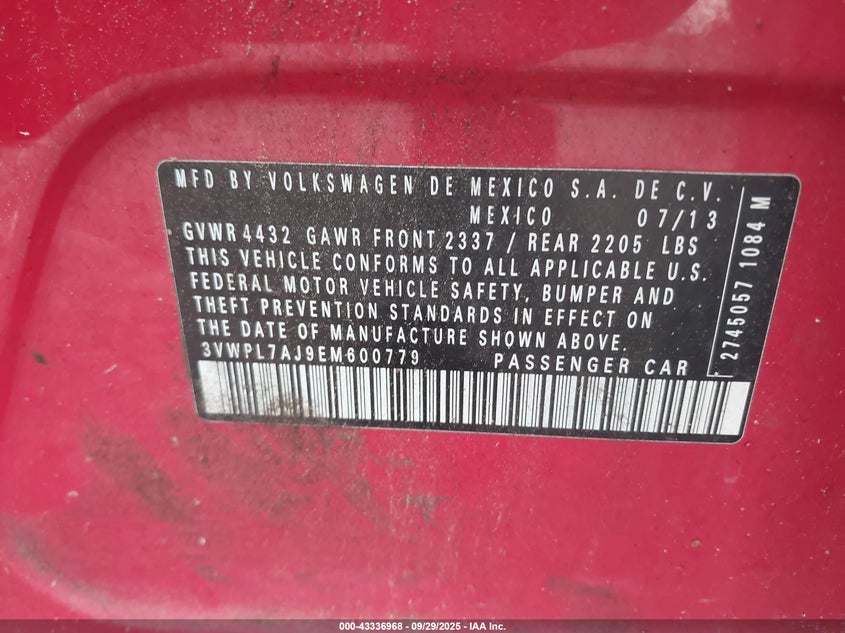 MFD BY VOLKSWAGEN DE MEXICO S.A. DE C.V.
MEXICO 07/13
GVWR 4432 GAWR FRONT 2337 / REAR 2205 LBS
THIS VEHICLE CONFORMS TO ALL APPLICABLE U.S.
FEDERAL MOTOR VEHICLE SAFETY, BUMPER AND
THEFT PREVENTION STANDARDS IN EFFECT ON
THE DATE OF MANUFACTURE SHOWN ABOVE.
3VWPL7AJ9EM600779 PASSENGER CAR
2745057 1084 M
000-43336968 - 09/29/2025 - IAA Inc.